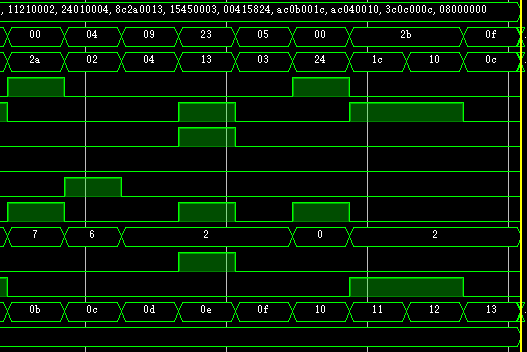 , 11210002, 24010004, 8c2a0013, 15450003, 00415824, ac0b001c, ac040010, 3c0c000c, 08000000
00 04 09 23 05 00 2b 0f
2a 02 04 13 03 24 1c 10 0c
7 6 2 0 2
0b 0c 0d 0e 0f 10 11 12 13